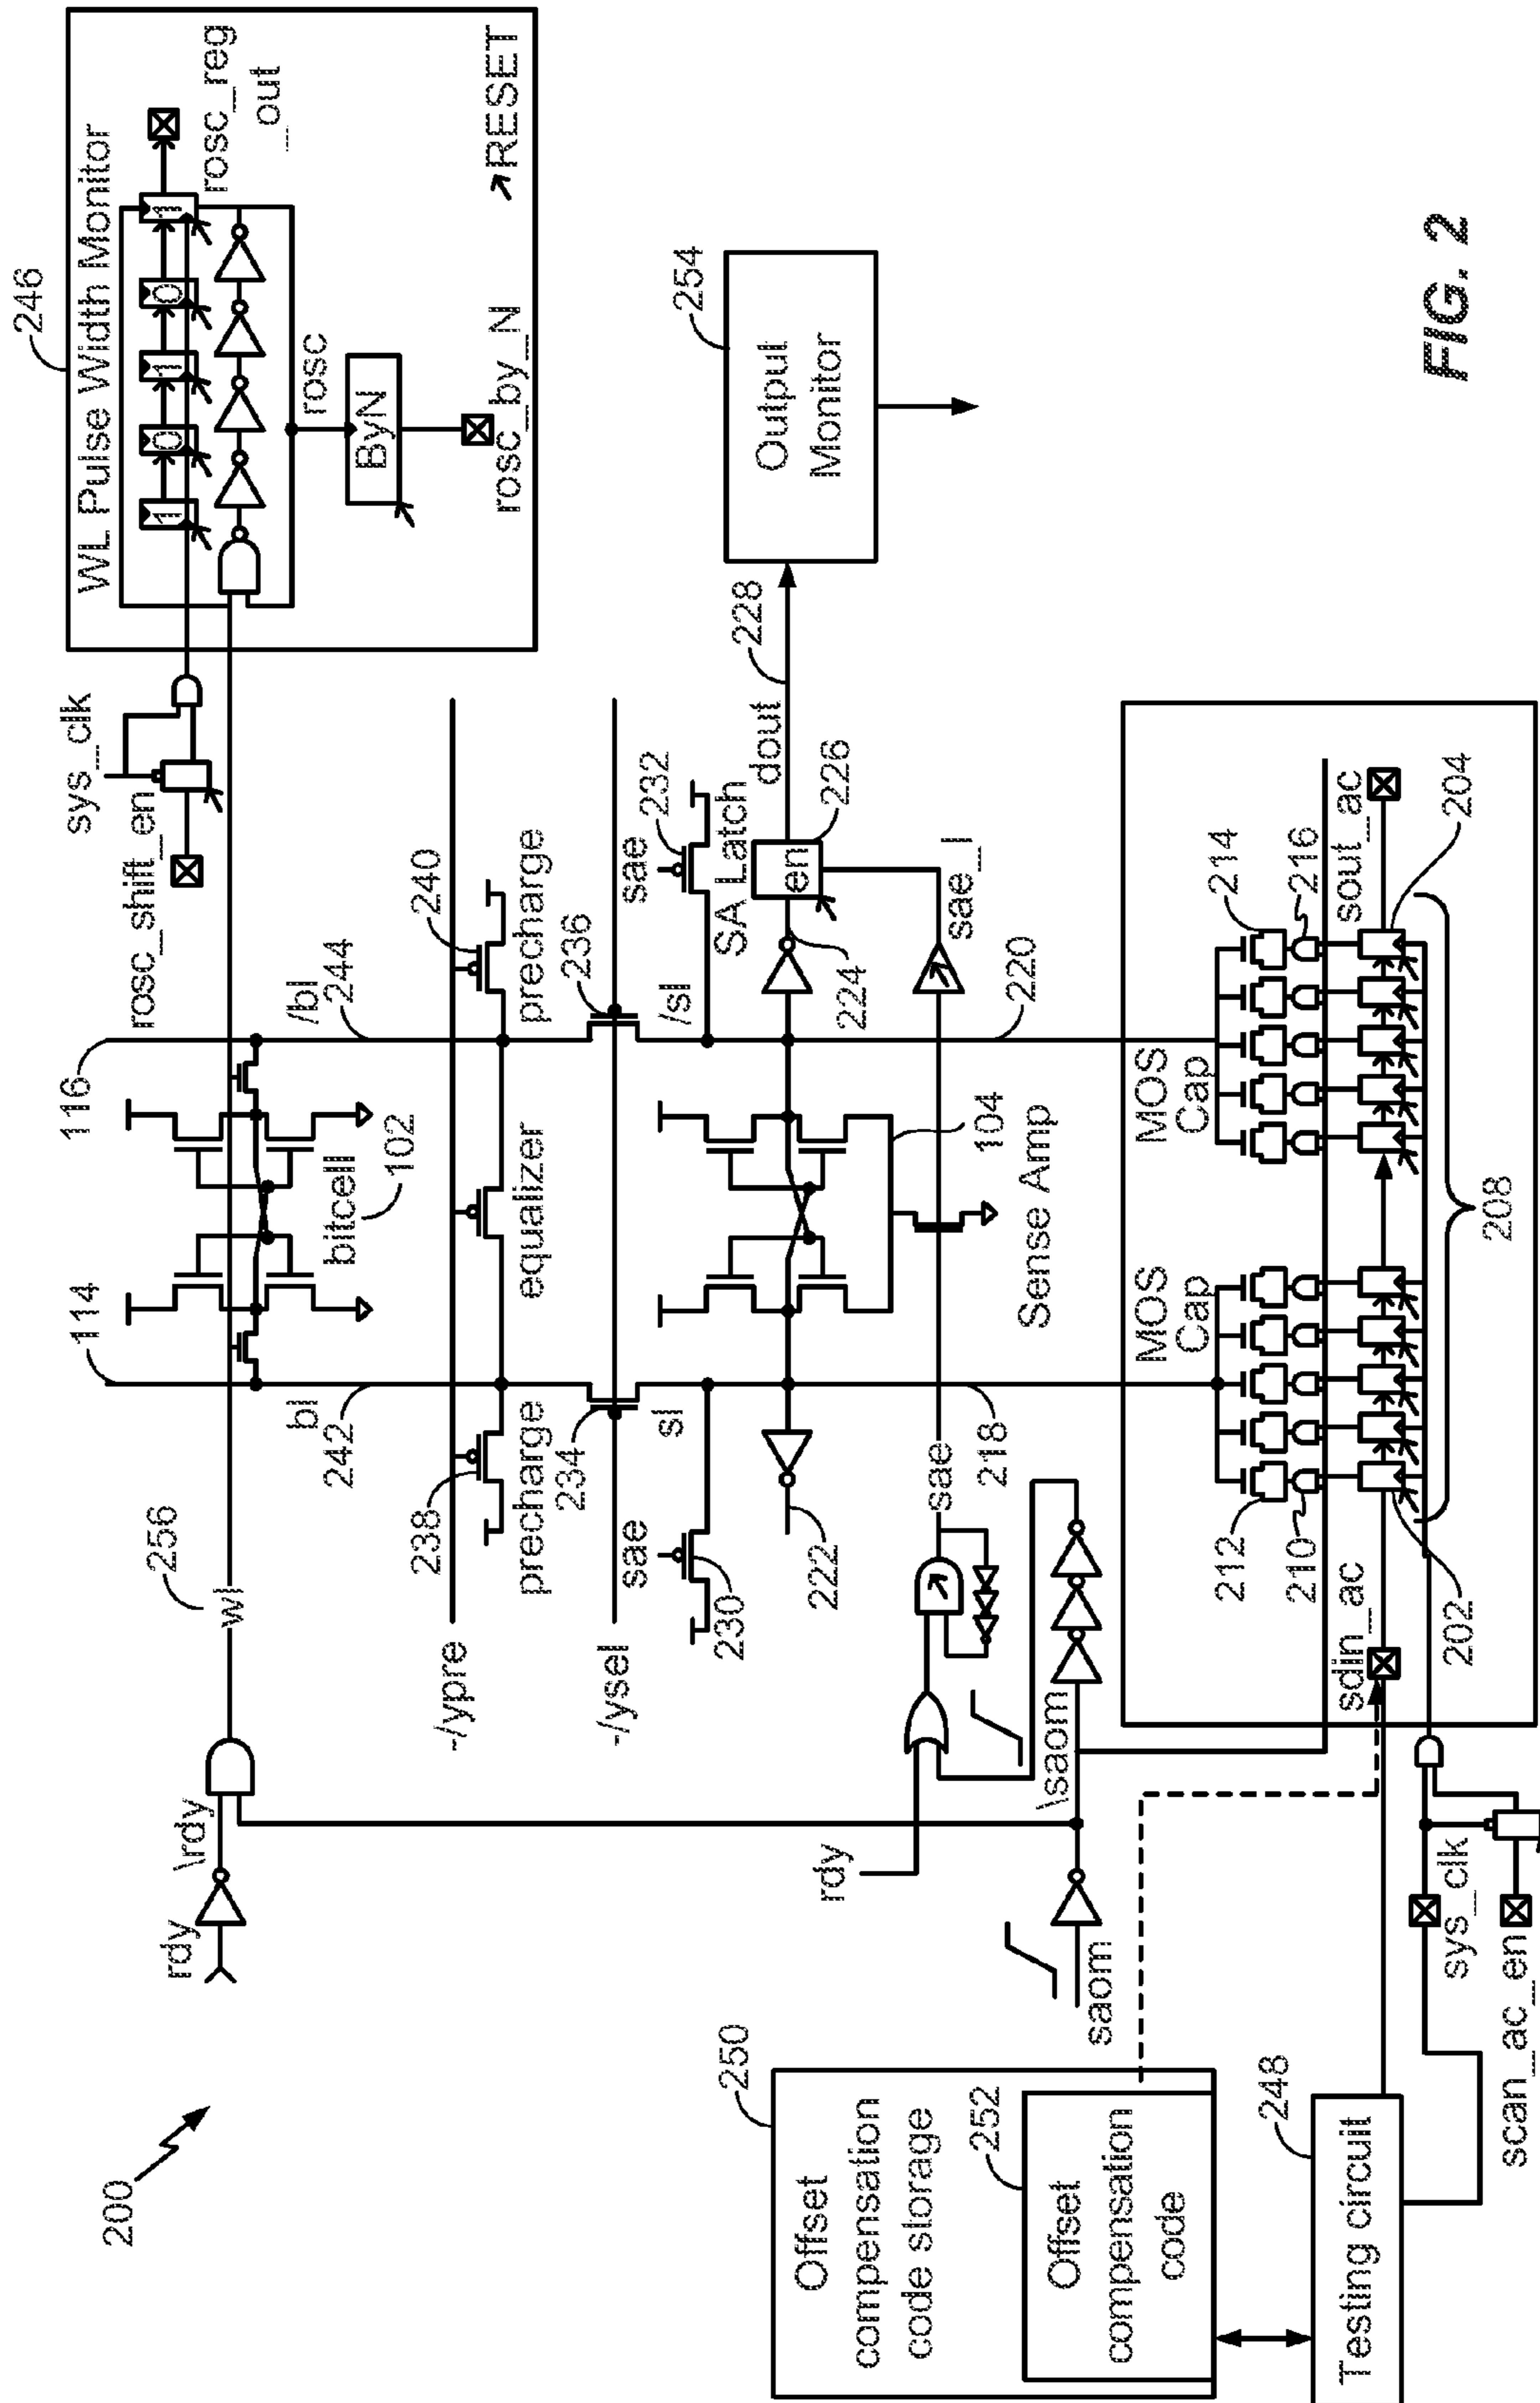 200
246
WL Pulse Width Monitor
1
0
1
0
1
rosc_reg
_out
rosc
ByN
rosc_by_N
RESET
sys_clk
rosc_shift_en
256
wl
rdy
\rdy
114
116
bitcell
102
bl
242
/bl
244
-/ypre
238
240
precharge
equalizer
precharge
234
236
-/ysel
sl
/sl
sae
230
sae
232
SA Latch
222
224
en
226
dout
228
254
Output
Monitor
104
Sense Amp
sae
sae_l
218
220
rdy
\saom
saom
250
Offset
compensation
code storage
252
Offset
compensation
code
248
Testing circuit
MOS
Cap
MOS
Cap
212
210
214
216
sdin_ac
sout_ac
202
204
208
sys_clk
scan_ac_en
FIG. 2